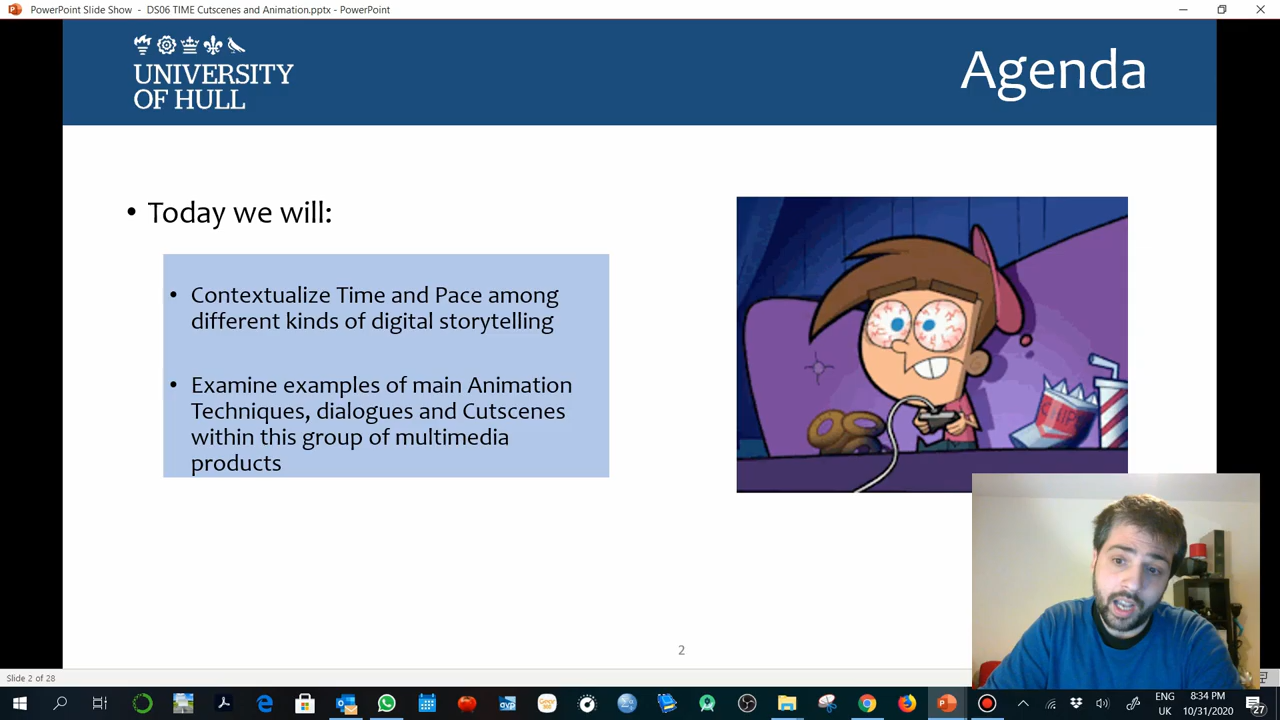 PowerPoint Slide Show - DS06 TIME Cutscenes and Animation.pptx - PowerPoint
UNIVERSITY
OF HULL
Agenda
• Today we will:
• Contextualize Time and Pace among
different kinds of digital storytelling
• Examine examples of main Animation
Techniques, dialogues and Cutscenes
within this group of multimedia
products
CHIPS
2
Slide 2 of 28
ENG
UK
8:34 PM
10/31/2020
27